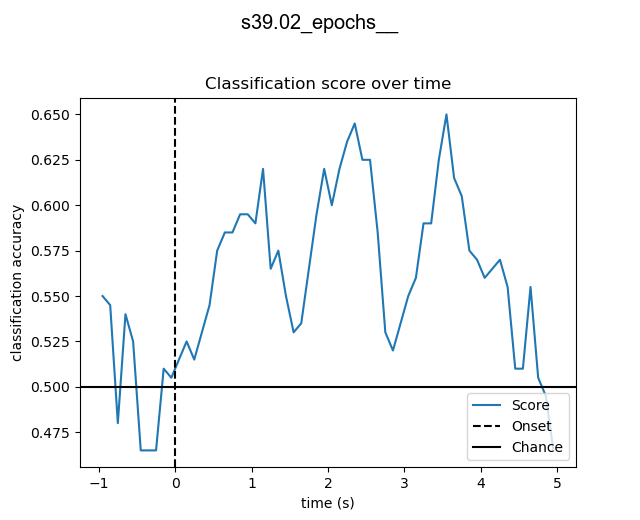 s39.02_epochs__
Classification score over time
classification accuracy
0.650
0.625
0.600
0.575
0.550
0.525
0.500
0.475
Score
Onset
Chance
−1
0
1
2
3
4
5
time (s)